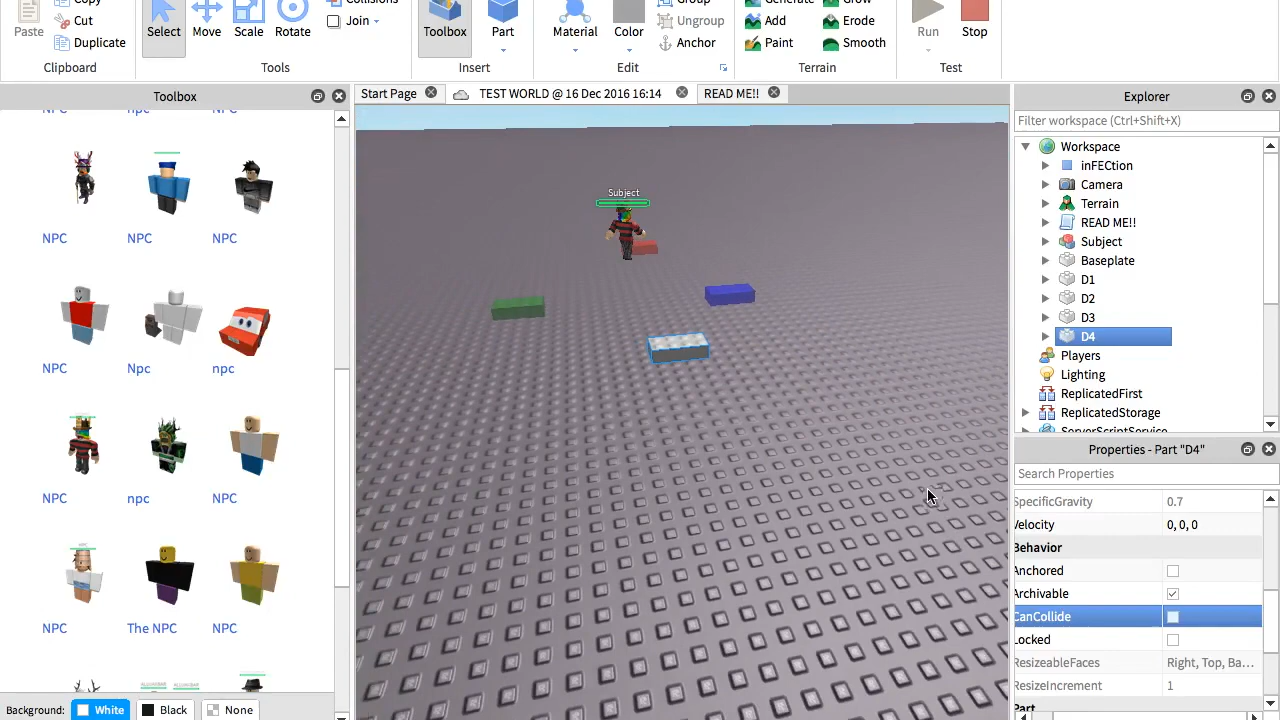 Copy
Collisions
Group
Generate
Grow
Paste
Cut
Join
Ungroup
Add
Erode
Duplicate
Select
Move
Scale
Rotate
Toolbox
Part
Material
Color
Anchor
Paint
Smooth
Run
Stop
Clipboard
Tools
Insert
Edit
Terrain
Test
Toolbox
Start Page
TEST WORLD @ 16 Dec 2016 16:14
READ ME!!
Explorer
Filter workspace (Ctrl+Shift+X)
NPC
npc
NPC
NPC
NPC
NPC
NPC
Npc
npc
NPC
npc
NPC
NPC
The NPC
NPC
Background:
White
Black
None
Subject
Workspace
inFECtion
Camera
Terrain
READ ME!!
Subject
Baseplate
D1
D2
D3
D4
Players
Lighting
ReplicatedFirst
ReplicatedStorage
ServerScriptService
Properties - Part "D4"
Search Properties
SpecificGravity 0.7
Velocity 0, 0, 0
Behavior
Anchored
Archivable
CanCollide
Locked
ResizeableFaces Right, Top, Ba...
ResizeIncrement 1
Part